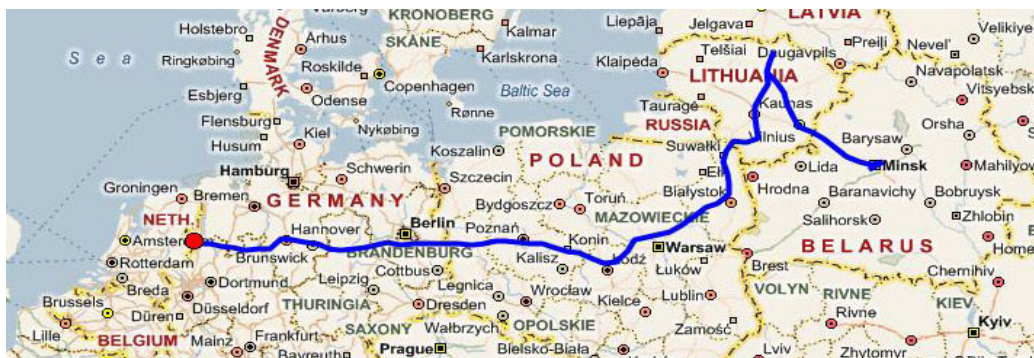 KRONOBERG
LATVIA
Holstebro
Arhus
Kalmar
Liepāja
Jelgava
Velikiye
SKÅNE
Karlskrona
Telšiai
Daugavpils
Preiļi
Nevel'
DENMARK
Ringkøbing
Roskilde
Klaipėda
LITHUANIA
Navapolatsk
Sea
Copenhagen
Baltic Sea
Vitsyebsk
Esbjerg
Odense
Rønne
Tauragė
Kaunas
Flensburg
Nykøbing
RUSSIA
Orsha
Husum
Kiel
POMORSKIE
Vilnius
Barysaw
Koszalin
Suwałki
POLAND
Lida
Minsk
Mahilyow
Hamburg
Schwerin
Szczecin
Ełk
Groningen
Bremen
GERMANY
Toruń
Białystok
Hrodna
Baranavichy
Bobruysk
Bydgoszcz
MAZOWIECKIE
Salihorsk
Zhlobin
NETH.
Berlin
Poznań
Hannover
Konin
Warsaw
BELARUS
Home
Amster
Brunswick
BRANDENBURG
Kalisz
Łódź
Rotterdam
Cottbus
Łuków
Brest
Chernihiv
Breda
Dortmund
Leipzig
Legnica
Wrocław
Lublin
VOLYN
RIVNE
Brussels
Düsseldorf
THURINGIA
Dresden
Kielce
Rivne
KIEV
Düren
OPOLSKIE
Zamość
Lille
BELGIUM
Frankfurt
SAXONY
Wałbrzych
Kyiv
Mainz
Prague
Bielsko-Biała
Lviv
Zhytomyr
Bayreuth